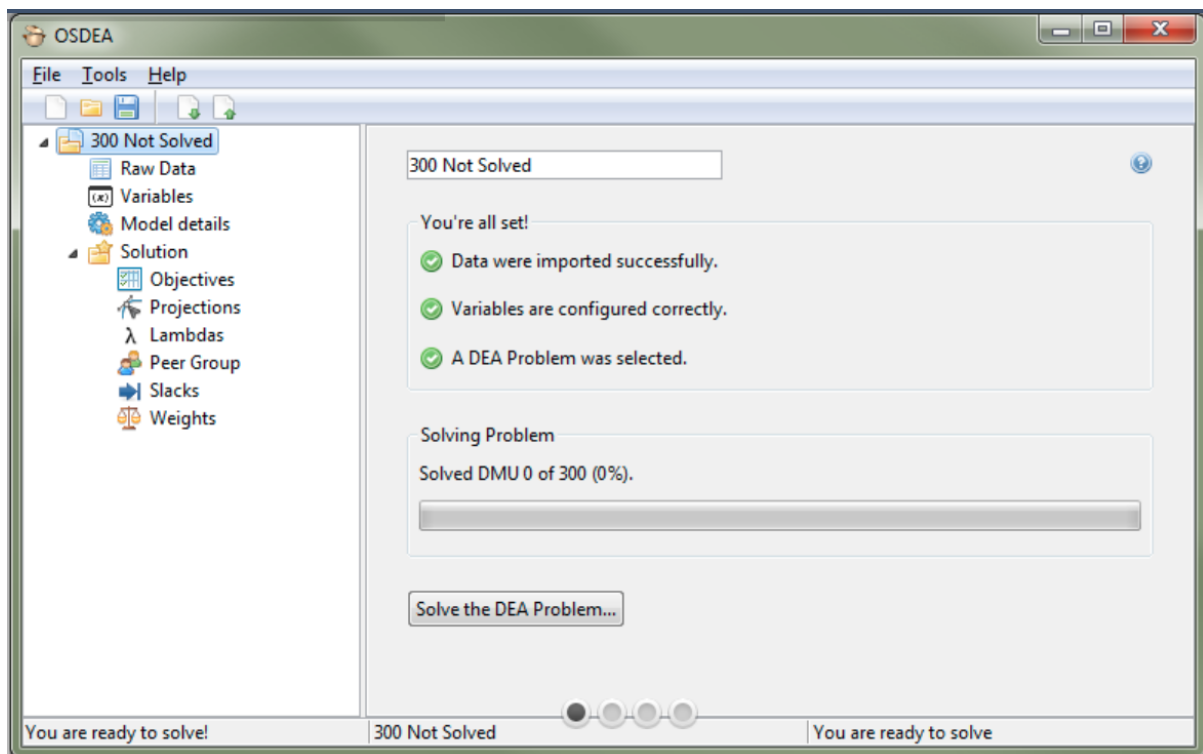 OSDEA
File Tools Help
300 Not Solved
Raw Data
(x) Variables
Model details
Solution
Objectives
Projections
λ Lambdas
Peer Group
Slacks
Weights
300 Not Solved
You're all set!
Data were imported successfully.
Variables are configured correctly.
A DEA Problem was selected.
Solving Problem
Solved DMU 0 of 300 (0%).
Solve the DEA Problem...
You are ready to solve! 300 Not Solved You are ready to solve